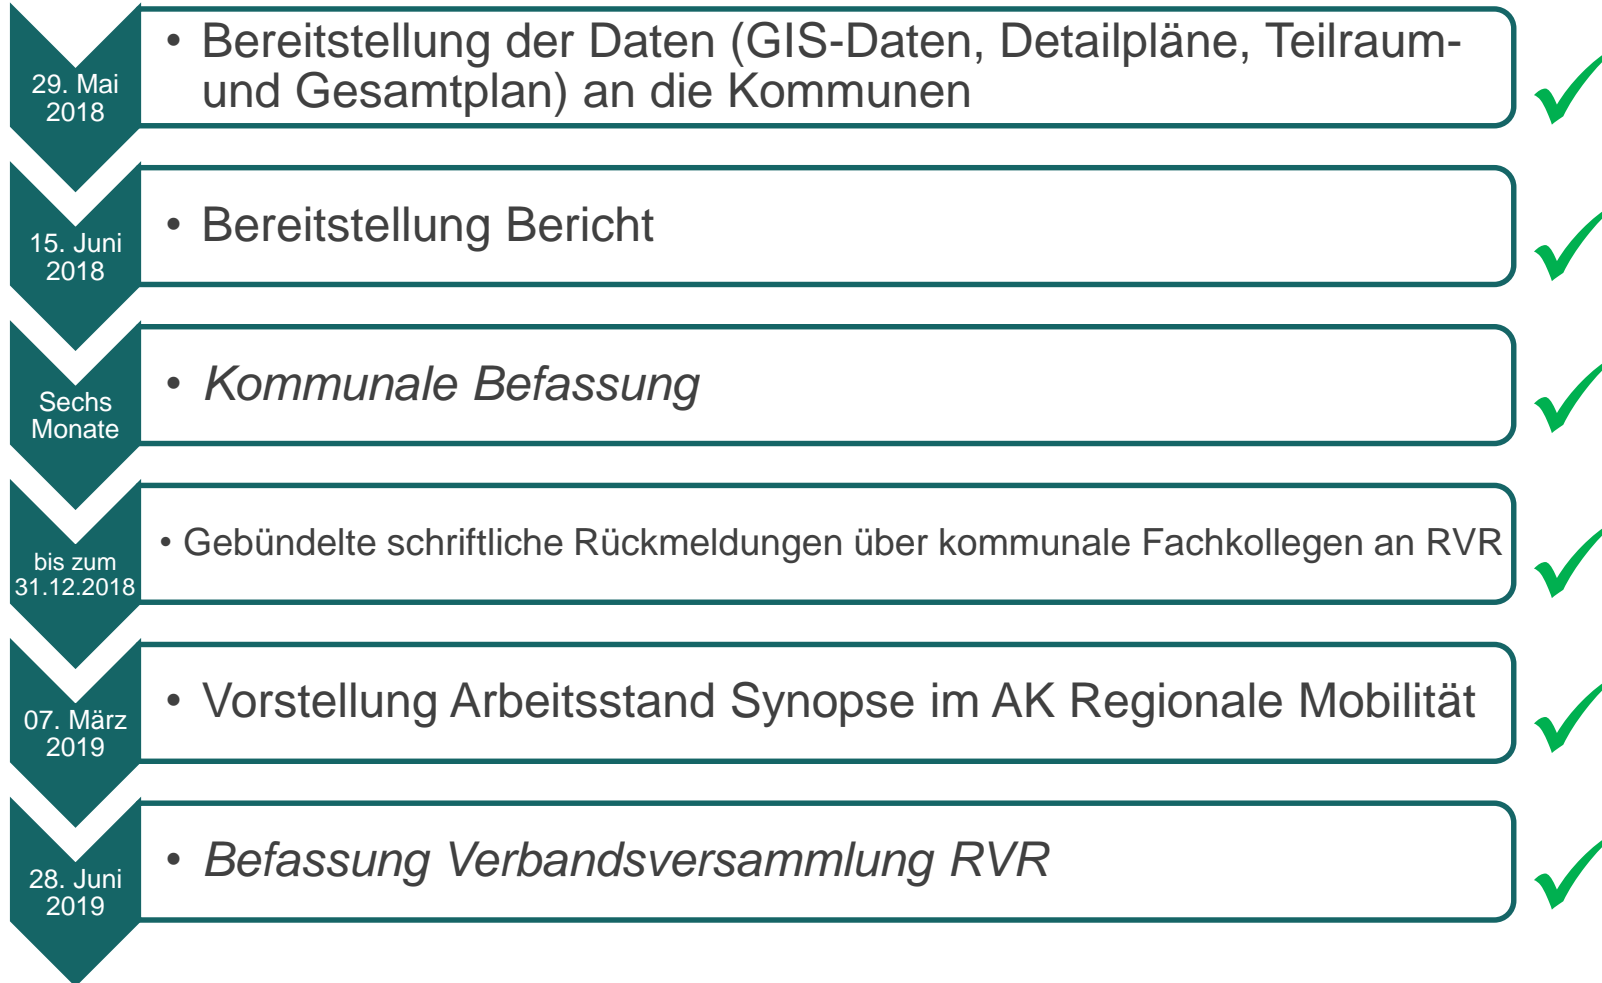 29. Mai
2018
• Bereitstellung der Daten (GIS-Daten, Detailpläne, Teilraum-
und Gesamtplan) an die Kommunen
15. Juni
2018
• Bereitstellung Bericht
Sechs
Monate
• Kommunale Befassung
bis zum
31.12.2018
• Gebündelte schriftliche Rückmeldungen über kommunale Fachkollegen an RVR
07. März
2019
• Vorstellung Arbeitsstand Synopse im AK Regionale Mobilität
28. Juni
2019
• Befassung Verbandsversammlung RVR